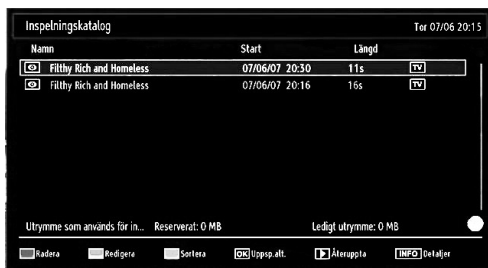 Inspelningskatalog Tor 07/06 20:15
Namn Start Längd
Filthy Rich and Homeless 07/06/07 20:30 11s TV
Filthy Rich and Homeless 07/06/07 20:16 16s TV
Utrymme som används för in... Reserverat: 0 MB Ledigt utrymme: 0 MB
Radera Redigera Sortera OK Uppsp.alt. Återuppta INFO Detaljer